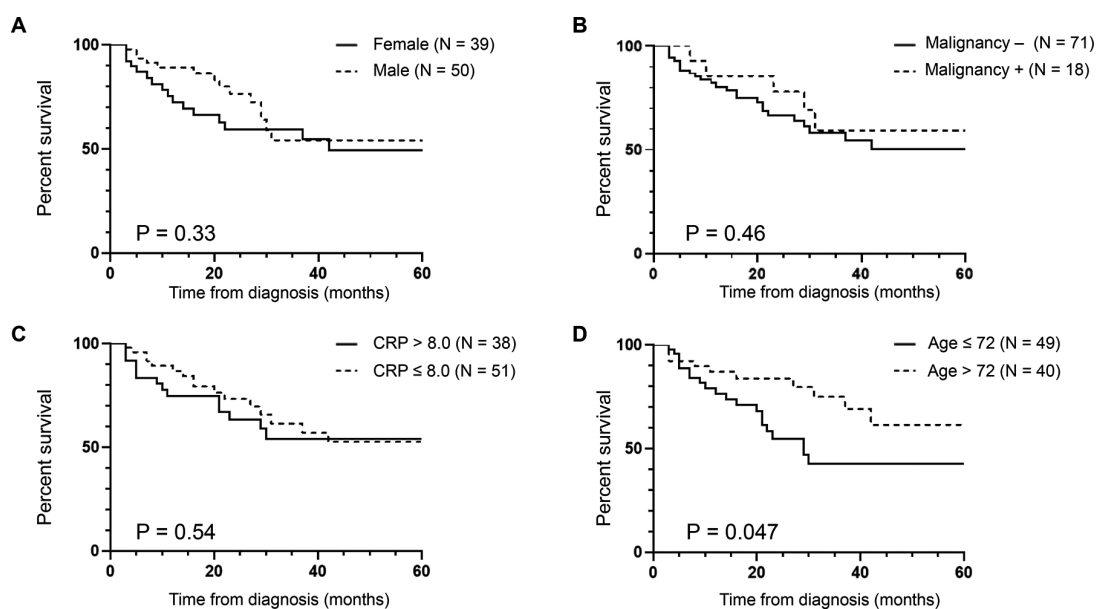 A
Percent survival
100
50
0
Female (N = 39)
Male (N = 50)
P = 0.33
0 20 40 60
Time from diagnosis (months)
B
Percent survival
100
50
0
Malignancy – (N = 71)
Malignancy + (N = 18)
P = 0.46
0 20 40 60
Time from diagnosis (months)
C
Percent survival
100
50
0
CRP > 8.0 (N = 38)
CRP ≤ 8.0 (N = 51)
P = 0.54
0 20 40 60
Time from diagnosis (months)
D
Percent survival
100
50
0
Age ≤ 72 (N = 49)
Age > 72 (N = 40)
P = 0.047
0 20 40 60
Time from diagnosis (months)